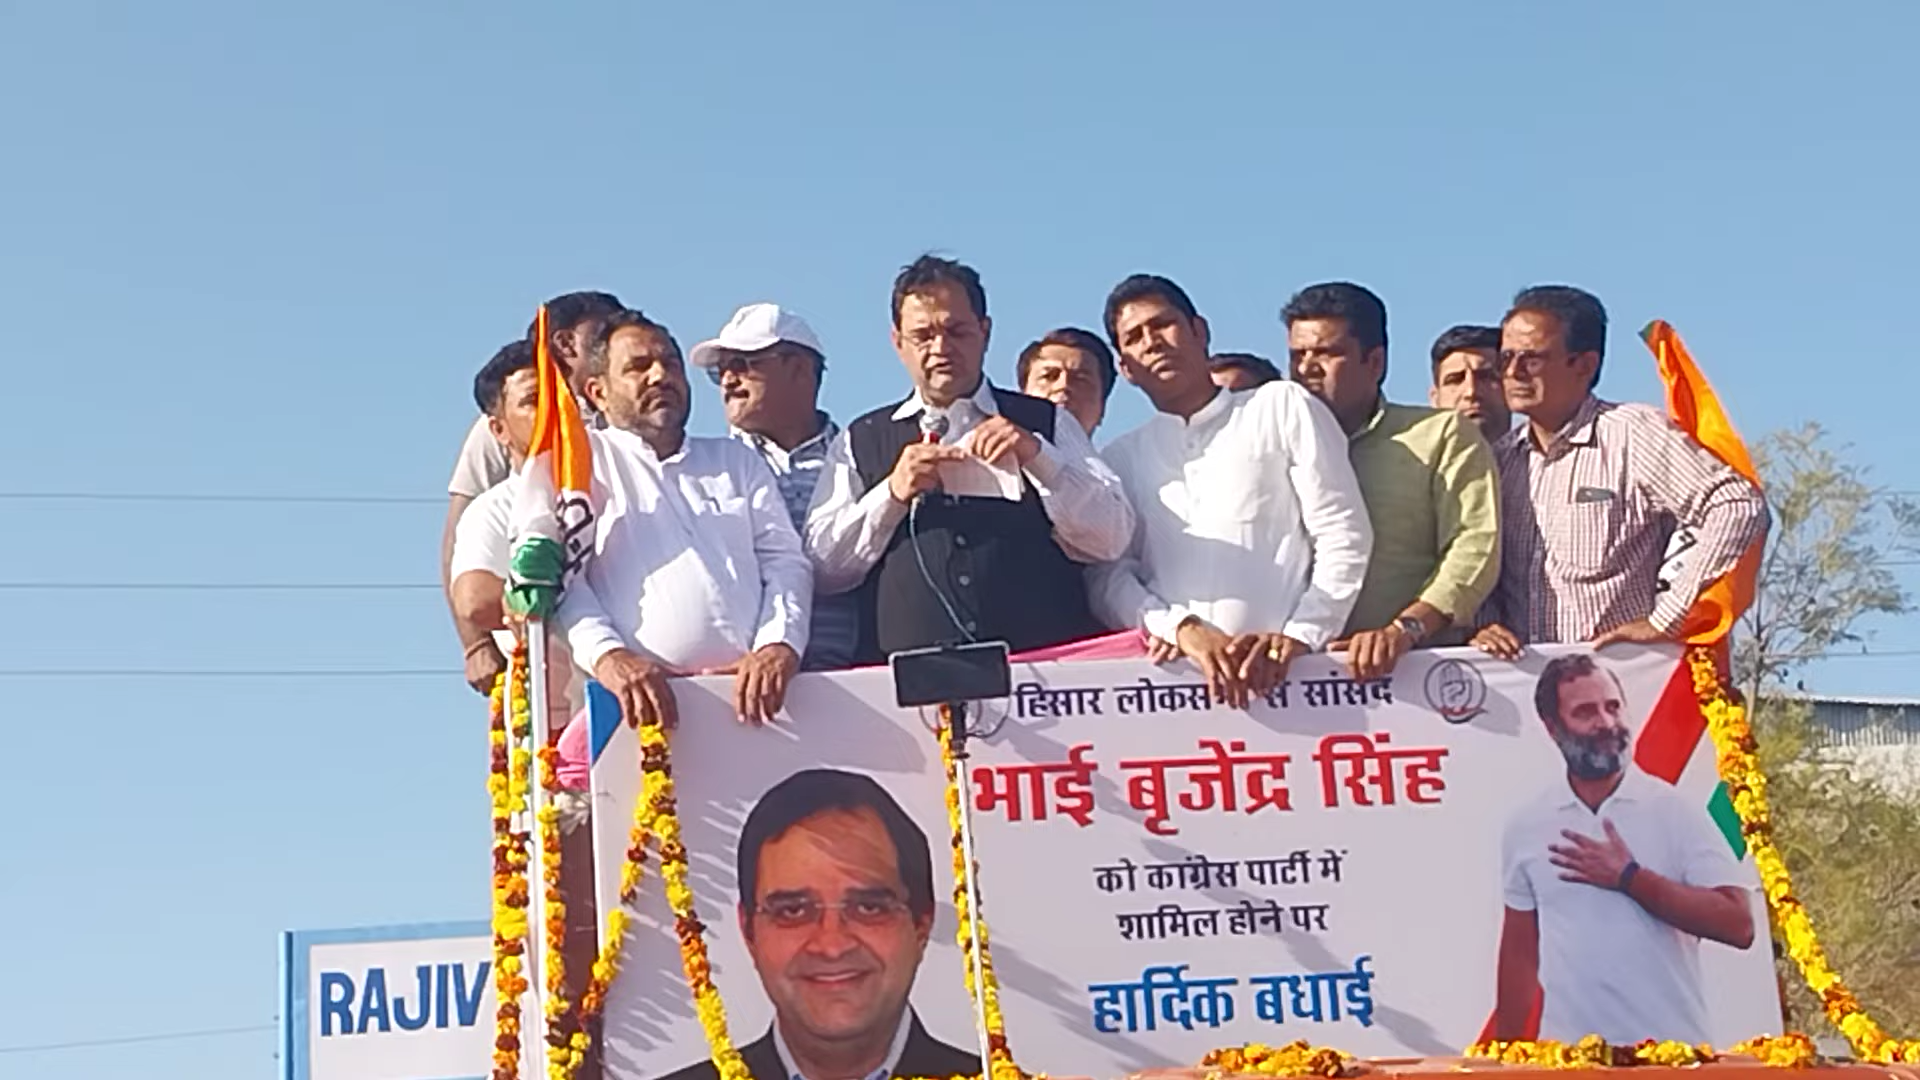 हिसार लोकसभा से सांसद
भाई बृजेंद्र सिंह
को कांग्रेस पार्टी में
शामिल होने पर
हार्दिक बधाई
RAJIV